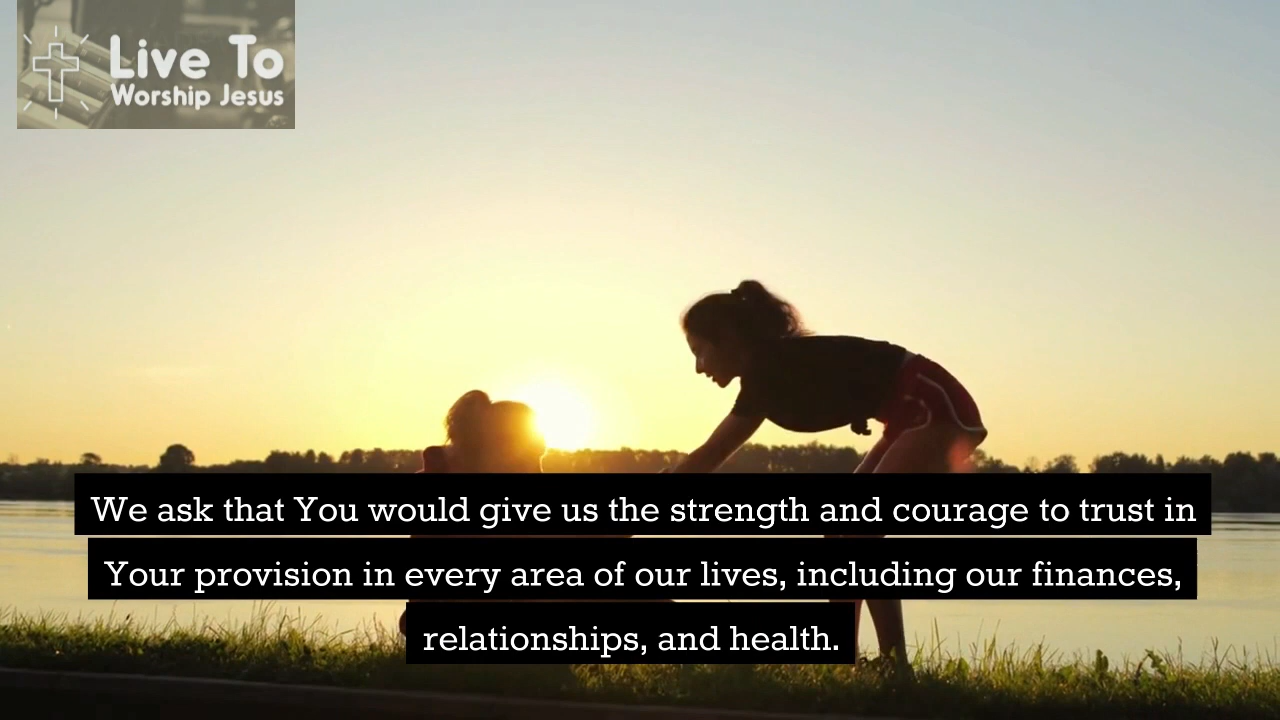 Live To
Worship Jesus
We ask that You would give us the strength and courage to trust in
Your provision in every area of our lives, including our finances,
relationships, and health.